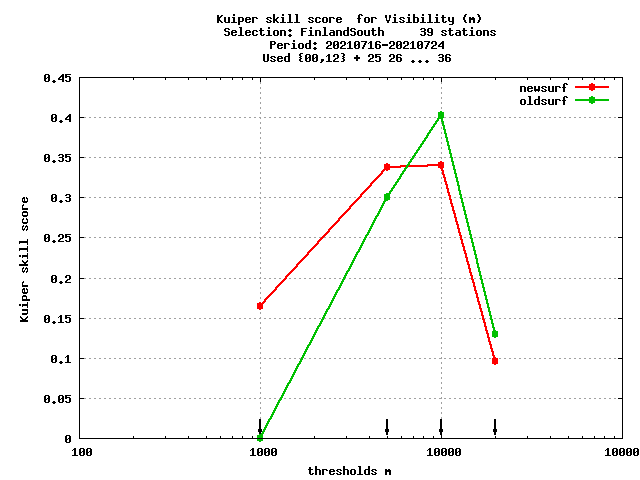 Kuiper skill score  for Visibility (m)
Selection: FinlandSouth     39 stations
Period: 20210716-20210724
Used {00,12} + 25 26 ... 36
newsurf
oldsurf
0.45
0.4
0.35
0.3
0.25
0.2
0.15
0.1
0.05
0
Kuiper skill score
100 1000 10000 100000
thresholds m